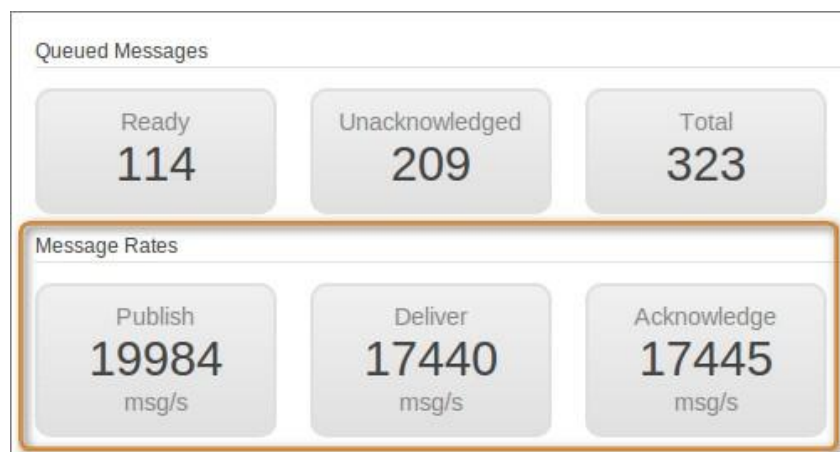 Queued Messages
Ready
114
Unacknowledged
209
Total
323
Message Rates
Publish
19984
msg/s
Deliver
17440
msg/s
Acknowledge
17445
msg/s